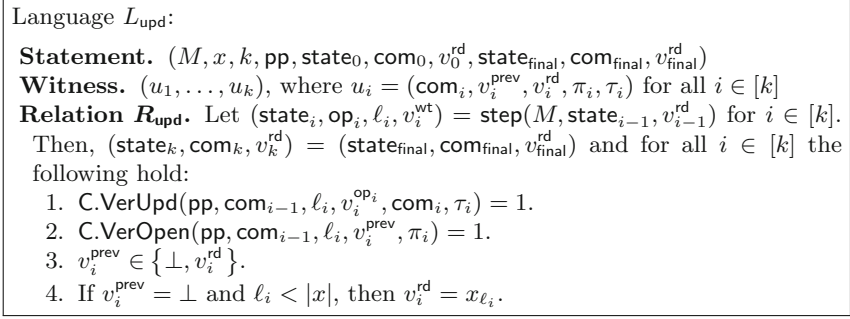 Language L_upd:
Statement. (M, x, k, pp, state_0, com_0, v_0^rd, state_final, com_final, v_final^rd)
Witness. (u_1, . . . , u_k), where u_i = (com_i, v_i^prev, v_i^rd, π_i, τ_i) for all i ∈ [k]
Relation R_upd. Let (state_i, op_i, ℓ_i, v_i^wt) = step(M, state_{i−1}, v_{i−1}^rd) for i ∈ [k].
Then, (state_k, com_k, v_k^rd) = (state_final, com_final, v_final^rd) and for all i ∈ [k] the
following hold:
1. C.VerUpd(pp, com_{i−1}, ℓ_i, v_i^{op_i}, com_i, τ_i) = 1.
2. C.VerOpen(pp, com_{i−1}, ℓ_i, v_i^prev, π_i) = 1.
3. v_i^prev ∈ {⊥, v_i^rd}.
4. If v_i^prev = ⊥ and ℓ_i < |x|, then v_i^rd = x_{ℓ_i}.